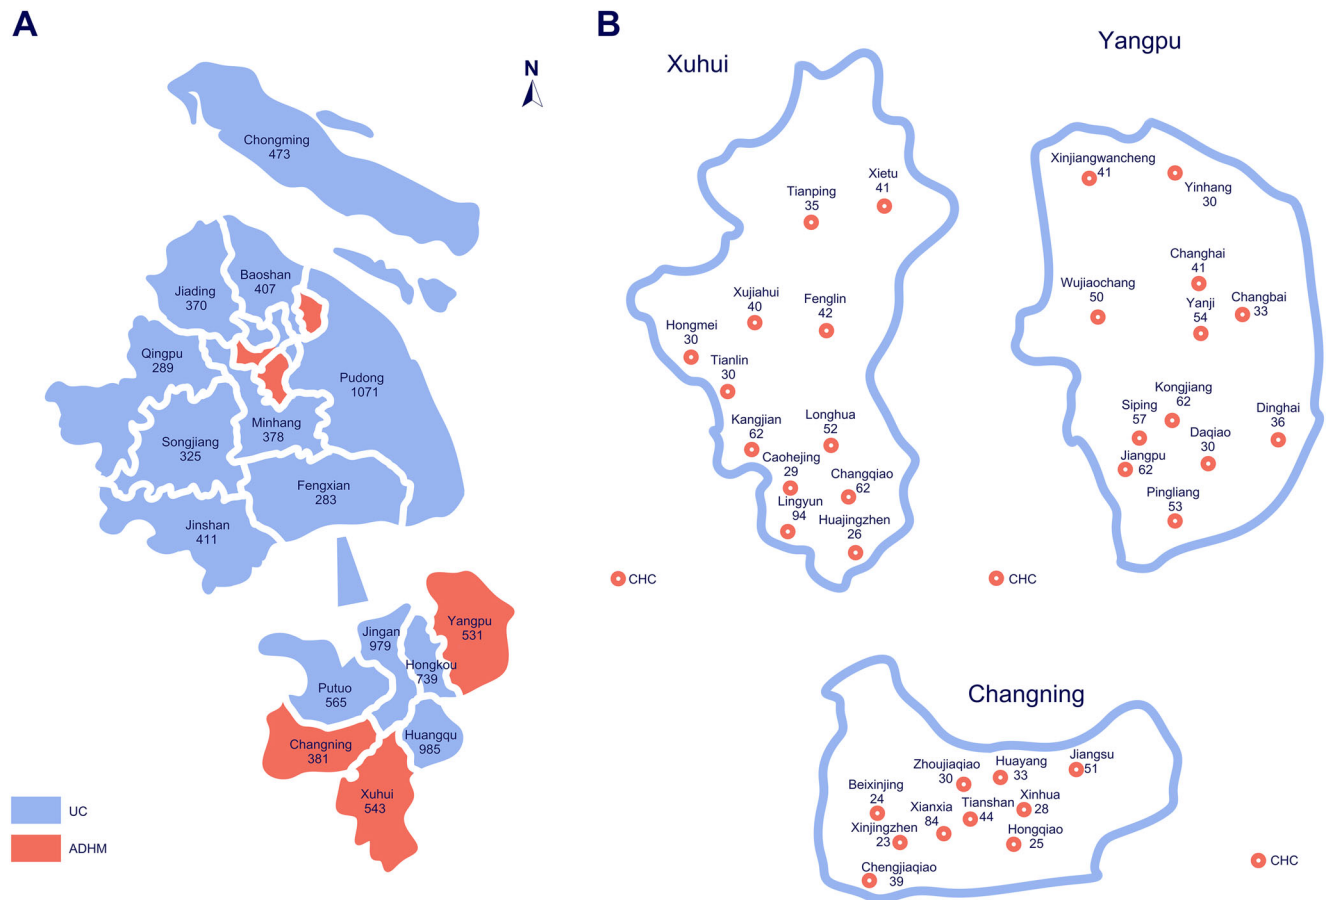 A
N
Chongming
473
Baoshan
407
Jiading
370
Qingpu
289
Pudong
1071
Minhang
378
Songjiang
325
Fengxian
283
Jinshan
411
Yangpu
531
Jingan
979
Hongkou
739
Putuo
565
Huangqu
985
Changning
381
Xuhui
543
UC
ADHM
B
Xuhui
Xietu
41
Tianping
35
Xujiahui
40
Fenglin
42
Hongmei
30
Tianlin
30
Kangjian
62
Longhua
52
Caohejing
29
Changqiao
62
Lingyun
94
Huajingzhen
26
CHC
Yangpu
Xinjiangwancheng
41
Yinhang
30
Changhai
41
Wujiaochang
50
Yanji
54
Changbai
33
Kongjiang
62
Siping
57
Dinghai
36
Daqiao
30
Jiangpu
62
Pingliang
53
CHC
Changning
Jiangsu
51
Zhoujiaqiao
30
Huayang
33
Beixinjing
24
Xianxia
84
Tianshan
44
Xinhua
28
Xinjingzhen
23
Hongqiao
25
Chengjiaqiao
39
CHC